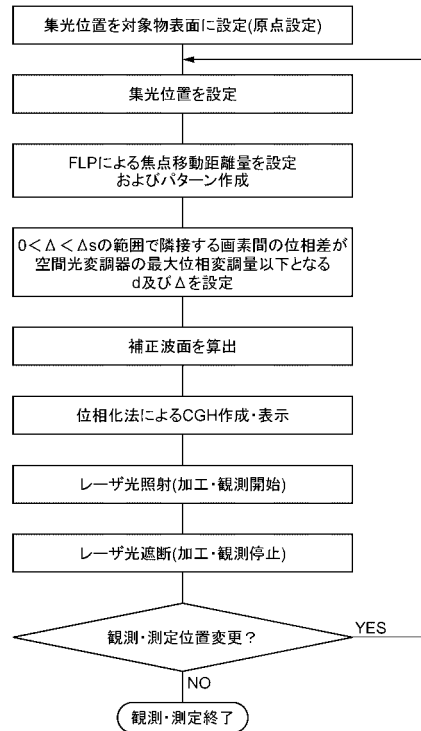 集光位置を対象物表面に設定(原点設定)
集光位置を設定
FLPによる焦点移動距離量を設定
およびパターン作成
0<Δ<Δsの範囲で隣接する画素間の位相差が
空間光変調器の最大位相変調量以下となる
d及びΔを設定
補正波面を算出
位相化法によるCGH作成・表示
レーザ光照射(加工・観測開始)
レーザ光遮断(加工・観測停止)
観測・測定位置変更?
YES
NO
観測・測定終了